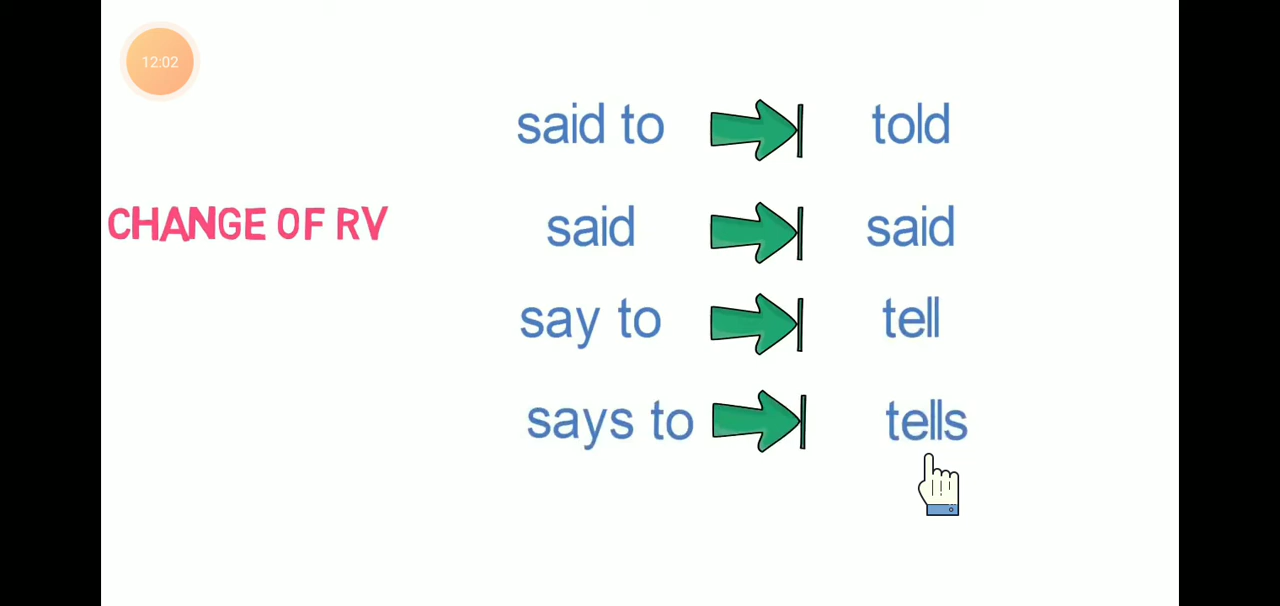 12:02
said to told
CHANGE OF RV said said
say to tell
says to tells